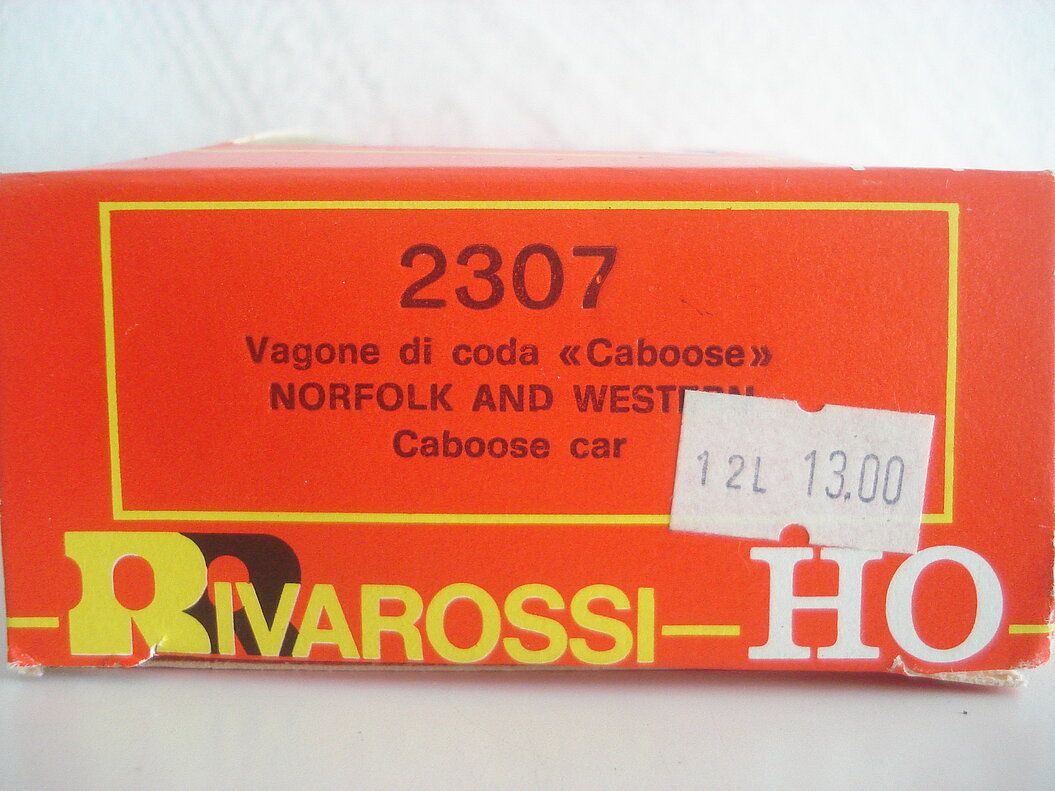 2307
Vagone di coda «Caboose»
NORFOLK AND WESTERN
Caboose car
12L 13.00
RIVAROSSI HO